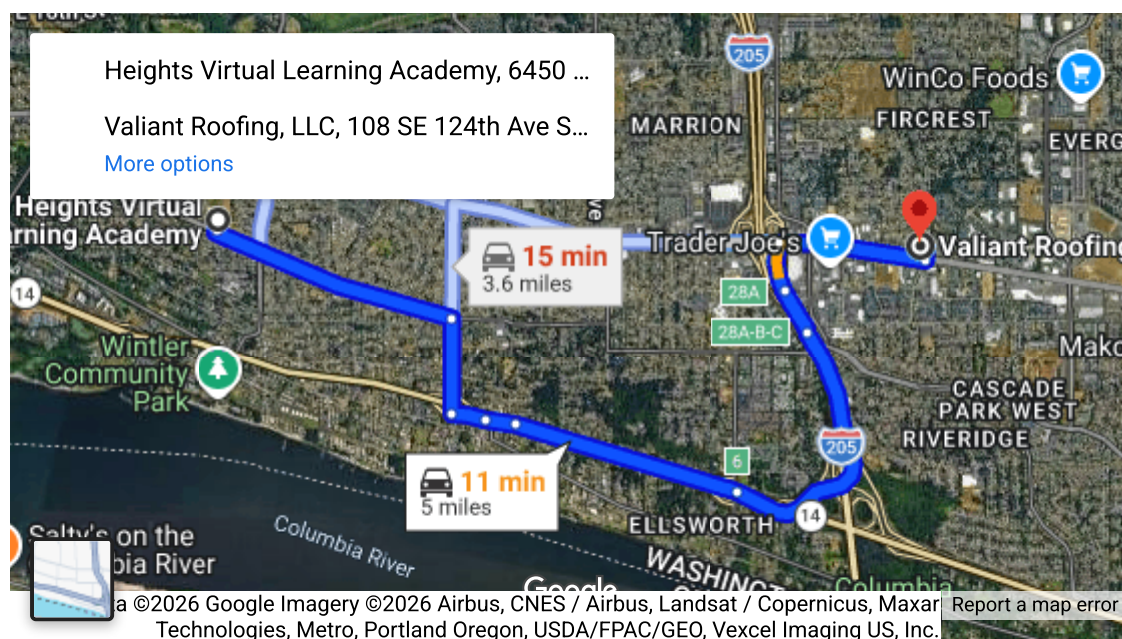 Heights Virtual Learning Academy, 6450 ...
Valiant Roofing, LLC, 108 SE 124th Ave S...
More options
205
WinCo Foods
MARRION
FIRCREST
EVERG
Heights Virtual
rning Academy
ve
Trader Joe's
Valiant Roofing
15 min
3.6 miles
14
28A
28A-B-C
Wintler
Community
Park
CASCADE
PARK WEST
RIVERIDGE
205
6
11 min
5 miles
14
ELLSWORTH
Salty's on the
bia River
Columbia River
Google
Columbia
©2026 Google Imagery ©2026 Airbus, CNES / Airbus, Landsat / Copernicus, Maxar
Technologies, Metro, Portland Oregon, USDA/FPAC/GEO, Vexcel Imaging US, Inc.
Report a map error